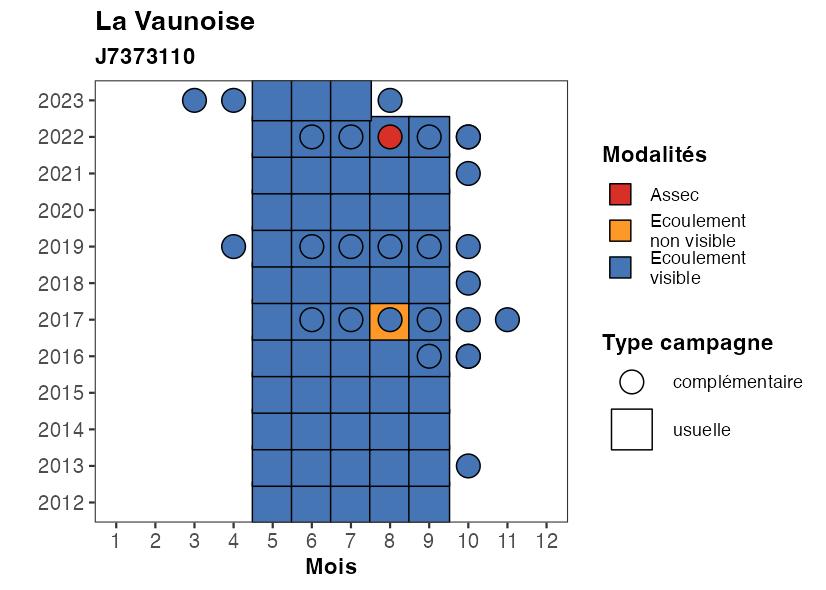 La Vaunoise
J7373110
2023
2022
2021
2020
2019
2018
2017
2016
2015
2014
2013
2012
1 2 3 4 5 6 7 8 9 10 11 12
Mois
Modalités
Assec
Ecoulement
non visible
Ecoulement
visible
Type campagne
complémentaire
usuelle